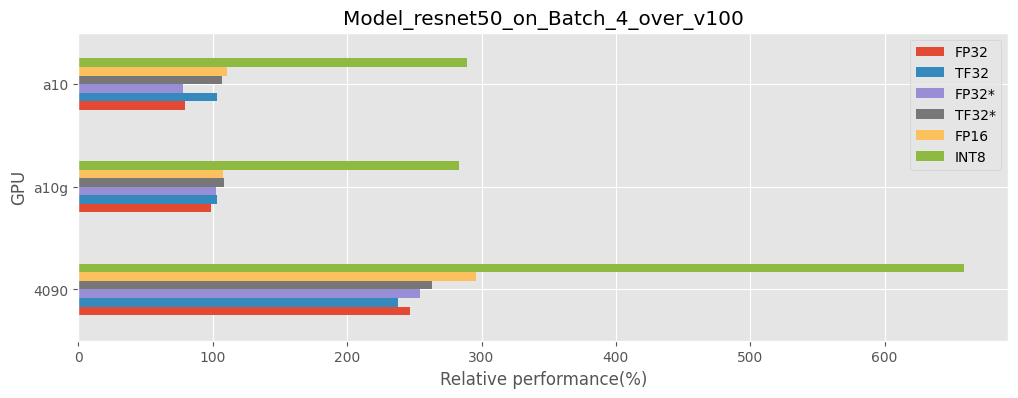 Model_resnet50_on_Batch_4_over_v100
FP32
TF32
FP32*
TF32*
FP16
INT8
a10
a10g
4090
GPU
0 100 200 300 400 500 600
Relative performance(%)